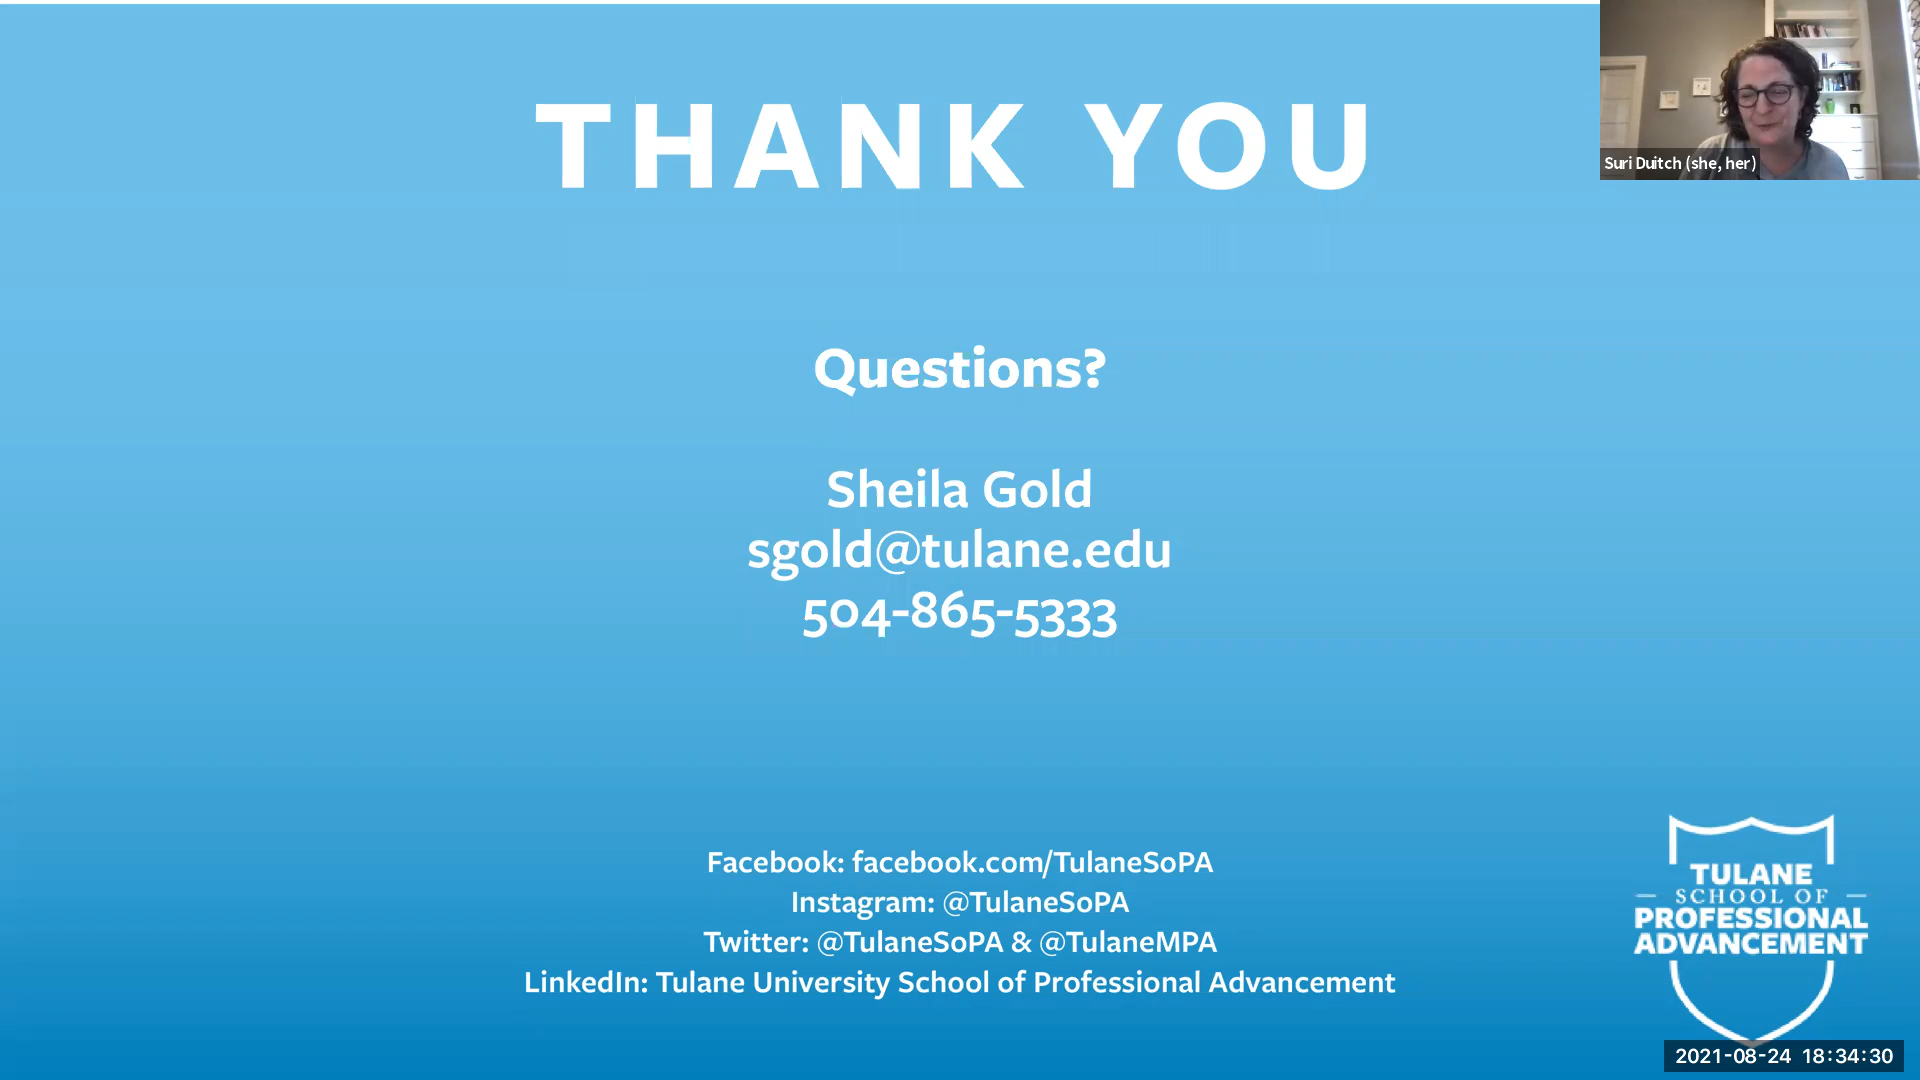 THANK YOU
Suri Duitch (she, her)
Questions?
Sheila Gold
sgold@tulane.edu
504-865-5333
Facebook: facebook.com/TulaneSoPA
Instagram: @TulaneSoPA
Twitter: @TulaneSoPA & @TulaneMPA
LinkedIn: Tulane University School of Professional Advancement
TULANE
SCHOOL OF
PROFESSIONAL
ADVANCEMENT
2021-08-24 18:34:30